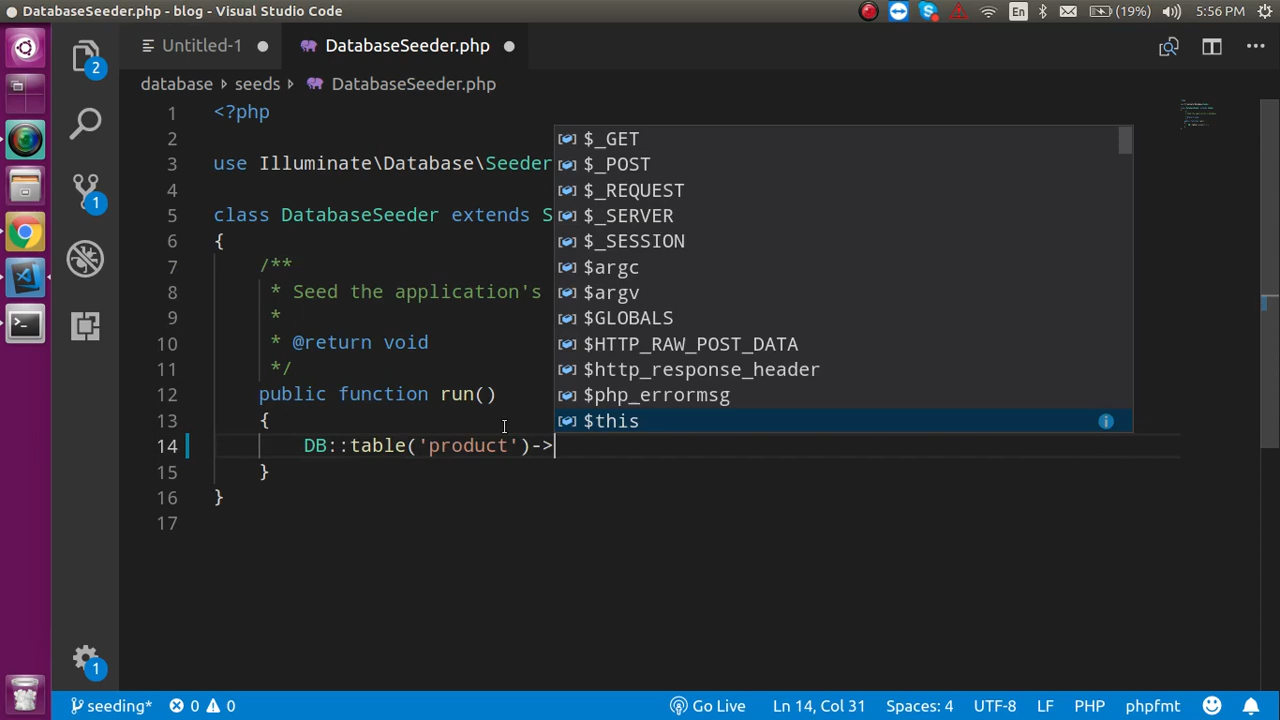 DatabaseSeeder.php - blog - Visual Studio Code
En
(19%)
5:56 PM
Untitled-1
DatabaseSeeder.php
database > seeds > DatabaseSeeder.php
2
1
1
1 <?php
2
3 use Illuminate\Database\Seeder
4
5 class DatabaseSeeder extends S
6 {
7 /**
8 * Seed the application's
9 *
10 * @return void
11 */
12 public function run()
13 {
14 DB::table('product')->
15 }
16 }
17
$_GET
$_POST
$_REQUEST
$_SERVER
$_SESSION
$argc
$argv
$GLOBALS
$HTTP_RAW_POST_DATA
$http_response_header
$php_errormsg
$this
seeding*
0
0
Go Live
Ln 14, Col 31
Spaces: 4
UTF-8
LF
PHP
phpfmt